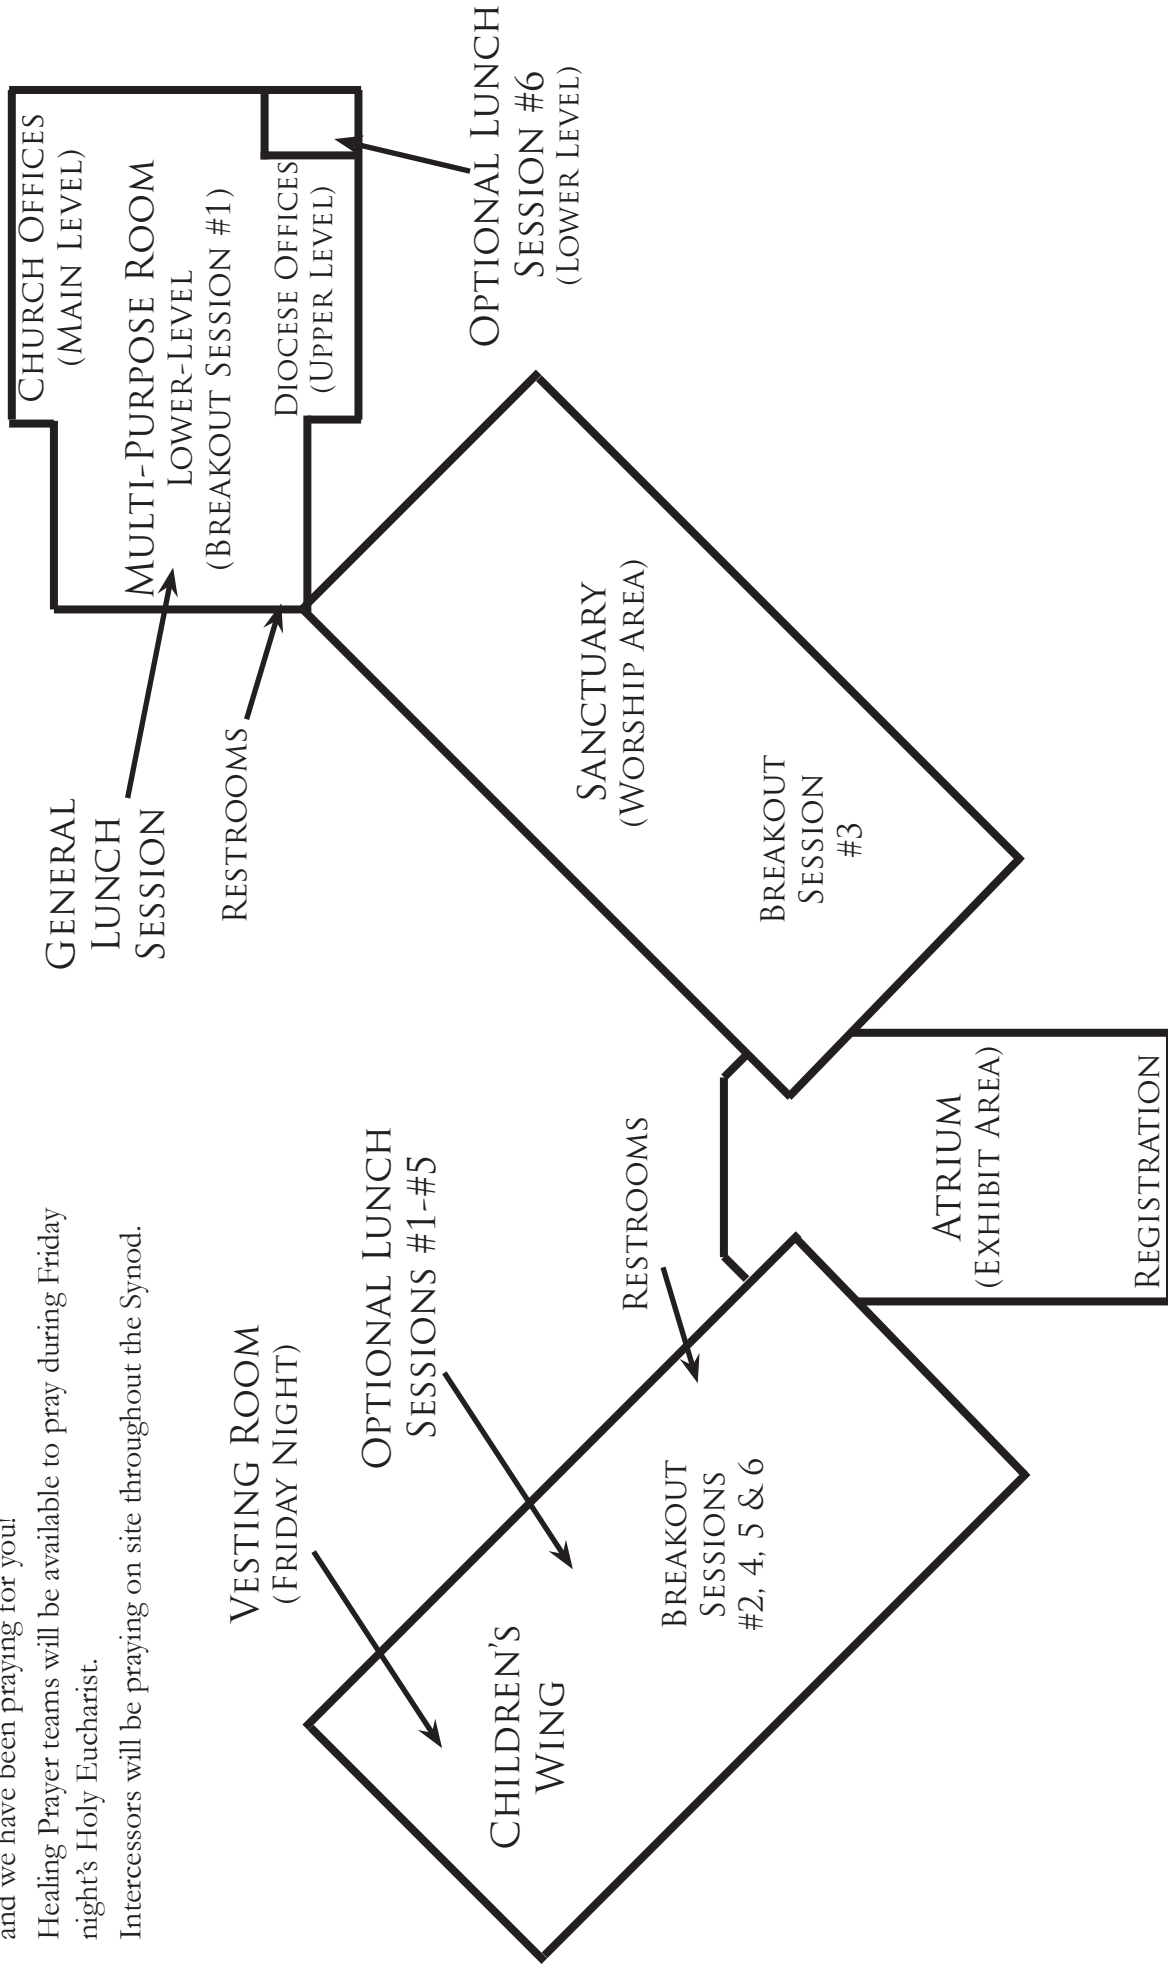 and we have been praying for you!
Healing Prayer teams will be available to pray during Friday
night's Holy Eucharist.
Intercessors will be praying on site throughout the Synod.
Vesting Room
(Friday Night)
Optional Lunch
Sessions #1-#5
Children's
Wing
Breakout
Sessions
#2, 4, 5 & 6
Restrooms
Atrium
(Exhibit Area)
Registration
General
Lunch
Session
Restrooms
Sanctuary
(Worship Area)
Breakout
Session
#3
Church Offices
(Main Level)
Multi-Purpose Room
Lower-Level
(Breakout Session #1)
Diocese Offices
(Upper Level)
Optional Lunch
Session #6
(Lower Level)